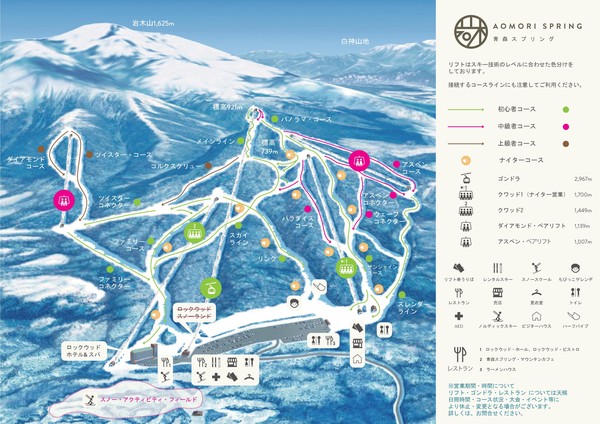 岩木山1,625m
白神山地
標高921m
パノラマ・コース
メインライン
標高
739m
ダイアモンド
コース
ツイスター・コース
コルクスクリュー
アスペン
コース
アスペン
コネクター
ウェーブ
コネクター
ツイスター
コネクター
パラダイス
コース
スカイ
ライン
ファミリー
コース
リンク
サンシャイン
コース
ファミリー
コネクター
スレンダー
ライン
ロックウッド
スノーランド
ロックウッド
ホテル&スパ
スノー・アクティビティ・フィールド
AOMORI SPRING
青森スプリング
リフトはスキー技術のレベルに合わせた色分けを
しております。
接続するコースラインにも注意してご利用ください。
初心者コース
中級者コース
上級者コース
ナイターコース
ゴンドラ 2,967m
クワッド1（ナイター営業） 1,700m
クワッド2 1,449m
ダイアモンド・ペアリフト 1,139m
アスペン・ペアリフト 1,007m
リフト券うりば レンタルスキー スノースクール ちびっこゲレンデ
レストラン 売店 更衣室 トイレ
AED ノルディックスキー ビジターハウス ハーフパイプ
レストラン
1 ロックウッド・ホール、ロックウッド・ビストロ
2 青森スプリング・マウンテンカフェ
3 ラーメンハウス
※営業期間・時間について
リフト・ゴンドラ・レストラン については天候
日照時間・コース状況・大会・イベント等に
より休止・変更となる場合がございます。
詳しくは、お問合せください。